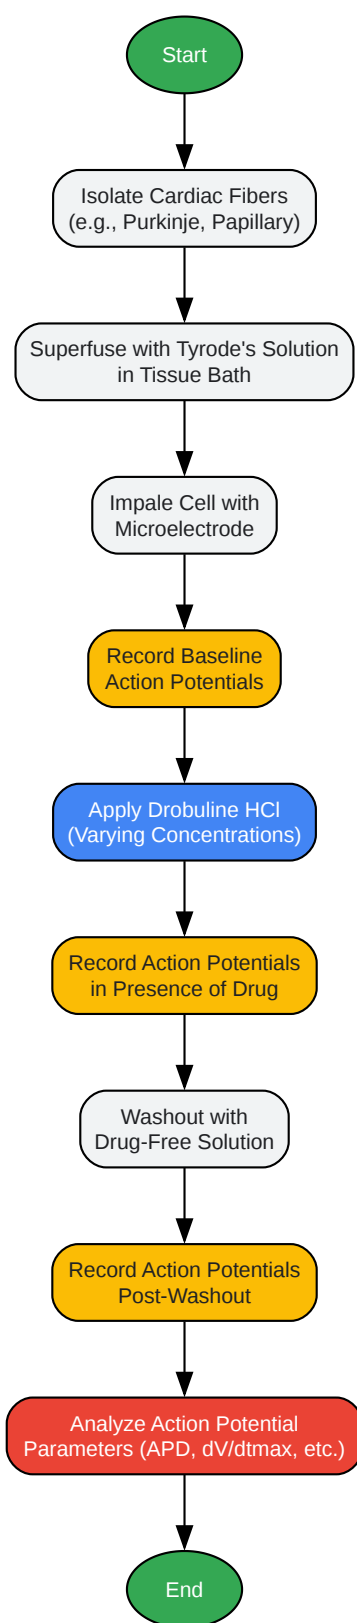 Start
Isolate Cardiac Fibers
(e.g., Purkinje, Papillary)
Superfuse with Tyrode's Solution
in Tissue Bath
Impale Cell with
Microelectrode
Record Baseline
Action Potentials
Apply Drobuline HCl
(Varying Concentrations)
Record Action Potentials
in Presence of Drug
Washout with
Drug-Free Solution
Record Action Potentials
Post-Washout
Analyze Action Potential
Parameters (APD, dV/dtmax, etc.)
End